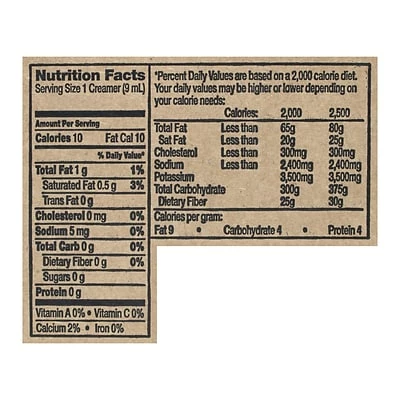 Nutrition Facts
Serving Size 1 Creamer (9 mL)
Amount Per Serving
Calories 10 Fat Cal 10
% Daily Value*
Total Fat 1 g 1%
Saturated Fat 0.5 g 3%
Trans Fat 0 g
Cholesterol 0 mg 0%
Sodium 5 mg 0%
Total Carb 0 g 0%
Dietary Fiber 0 g 0%
Sugars 0 g
Protein 0 g
Vitamin A 0% • Vitamin C 0%
Calcium 2% • Iron 0%
*Percent Daily Values are based on a 2,000 calorie diet.
Your daily values may be higher or lower depending on
your calorie needs:
Calories: 2,000 2,500
Total Fat Less than 65g 80g
Sat Fat Less than 20g 25g
Cholesterol Less than 300mg 300mg
Sodium Less than 2,400mg 2,400mg
Potassium 3,500mg 3,500mg
Total Carbohydrate 300g 375g
Dietary Fiber 25g 30g
Calories per gram:
Fat 9 • Carbohydrate 4 • Protein 4